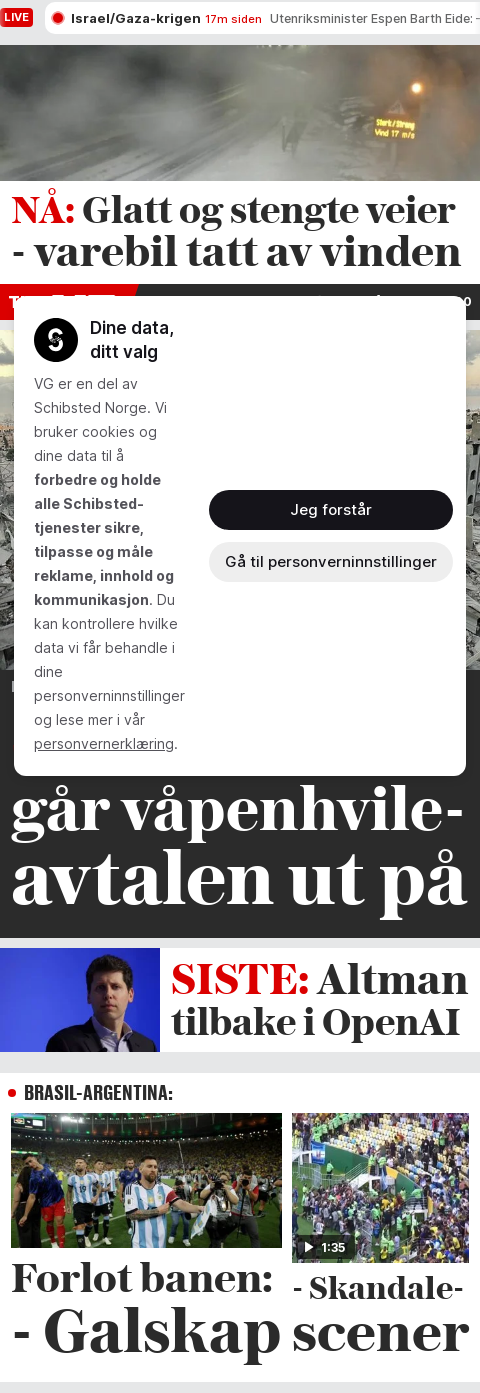 LIVE
Israel/Gaza-krigen 17m siden Utenriksminister Espen Barth Eide: -
Sterk/Strong
Vind 17 m/s
NÅ: Glatt og stengte veier
- varebil tatt av vinden
Dine data,
ditt valg
VG er en del av
Schibsted Norge. Vi
bruker cookies og
dine data til å
forbedre og holde
alle Schibsted-
tjenester sikre,
tilpasse og måle
reklame, innhold og
kommunikasjon. Du
kan kontrollere hvilke
data vi får behandle i
dine
personverninnstillinger
og lese mer i vår
personvernerklæring.
Jeg forstår
Gå til personverninnstillinger
går våpenhvile-
avtalen ut på
SISTE: Altman
tilbake i OpenAI
BRASIL-ARGENTINA:
1:35
Forlot banen:
- Galskap
- Skandale-
scener